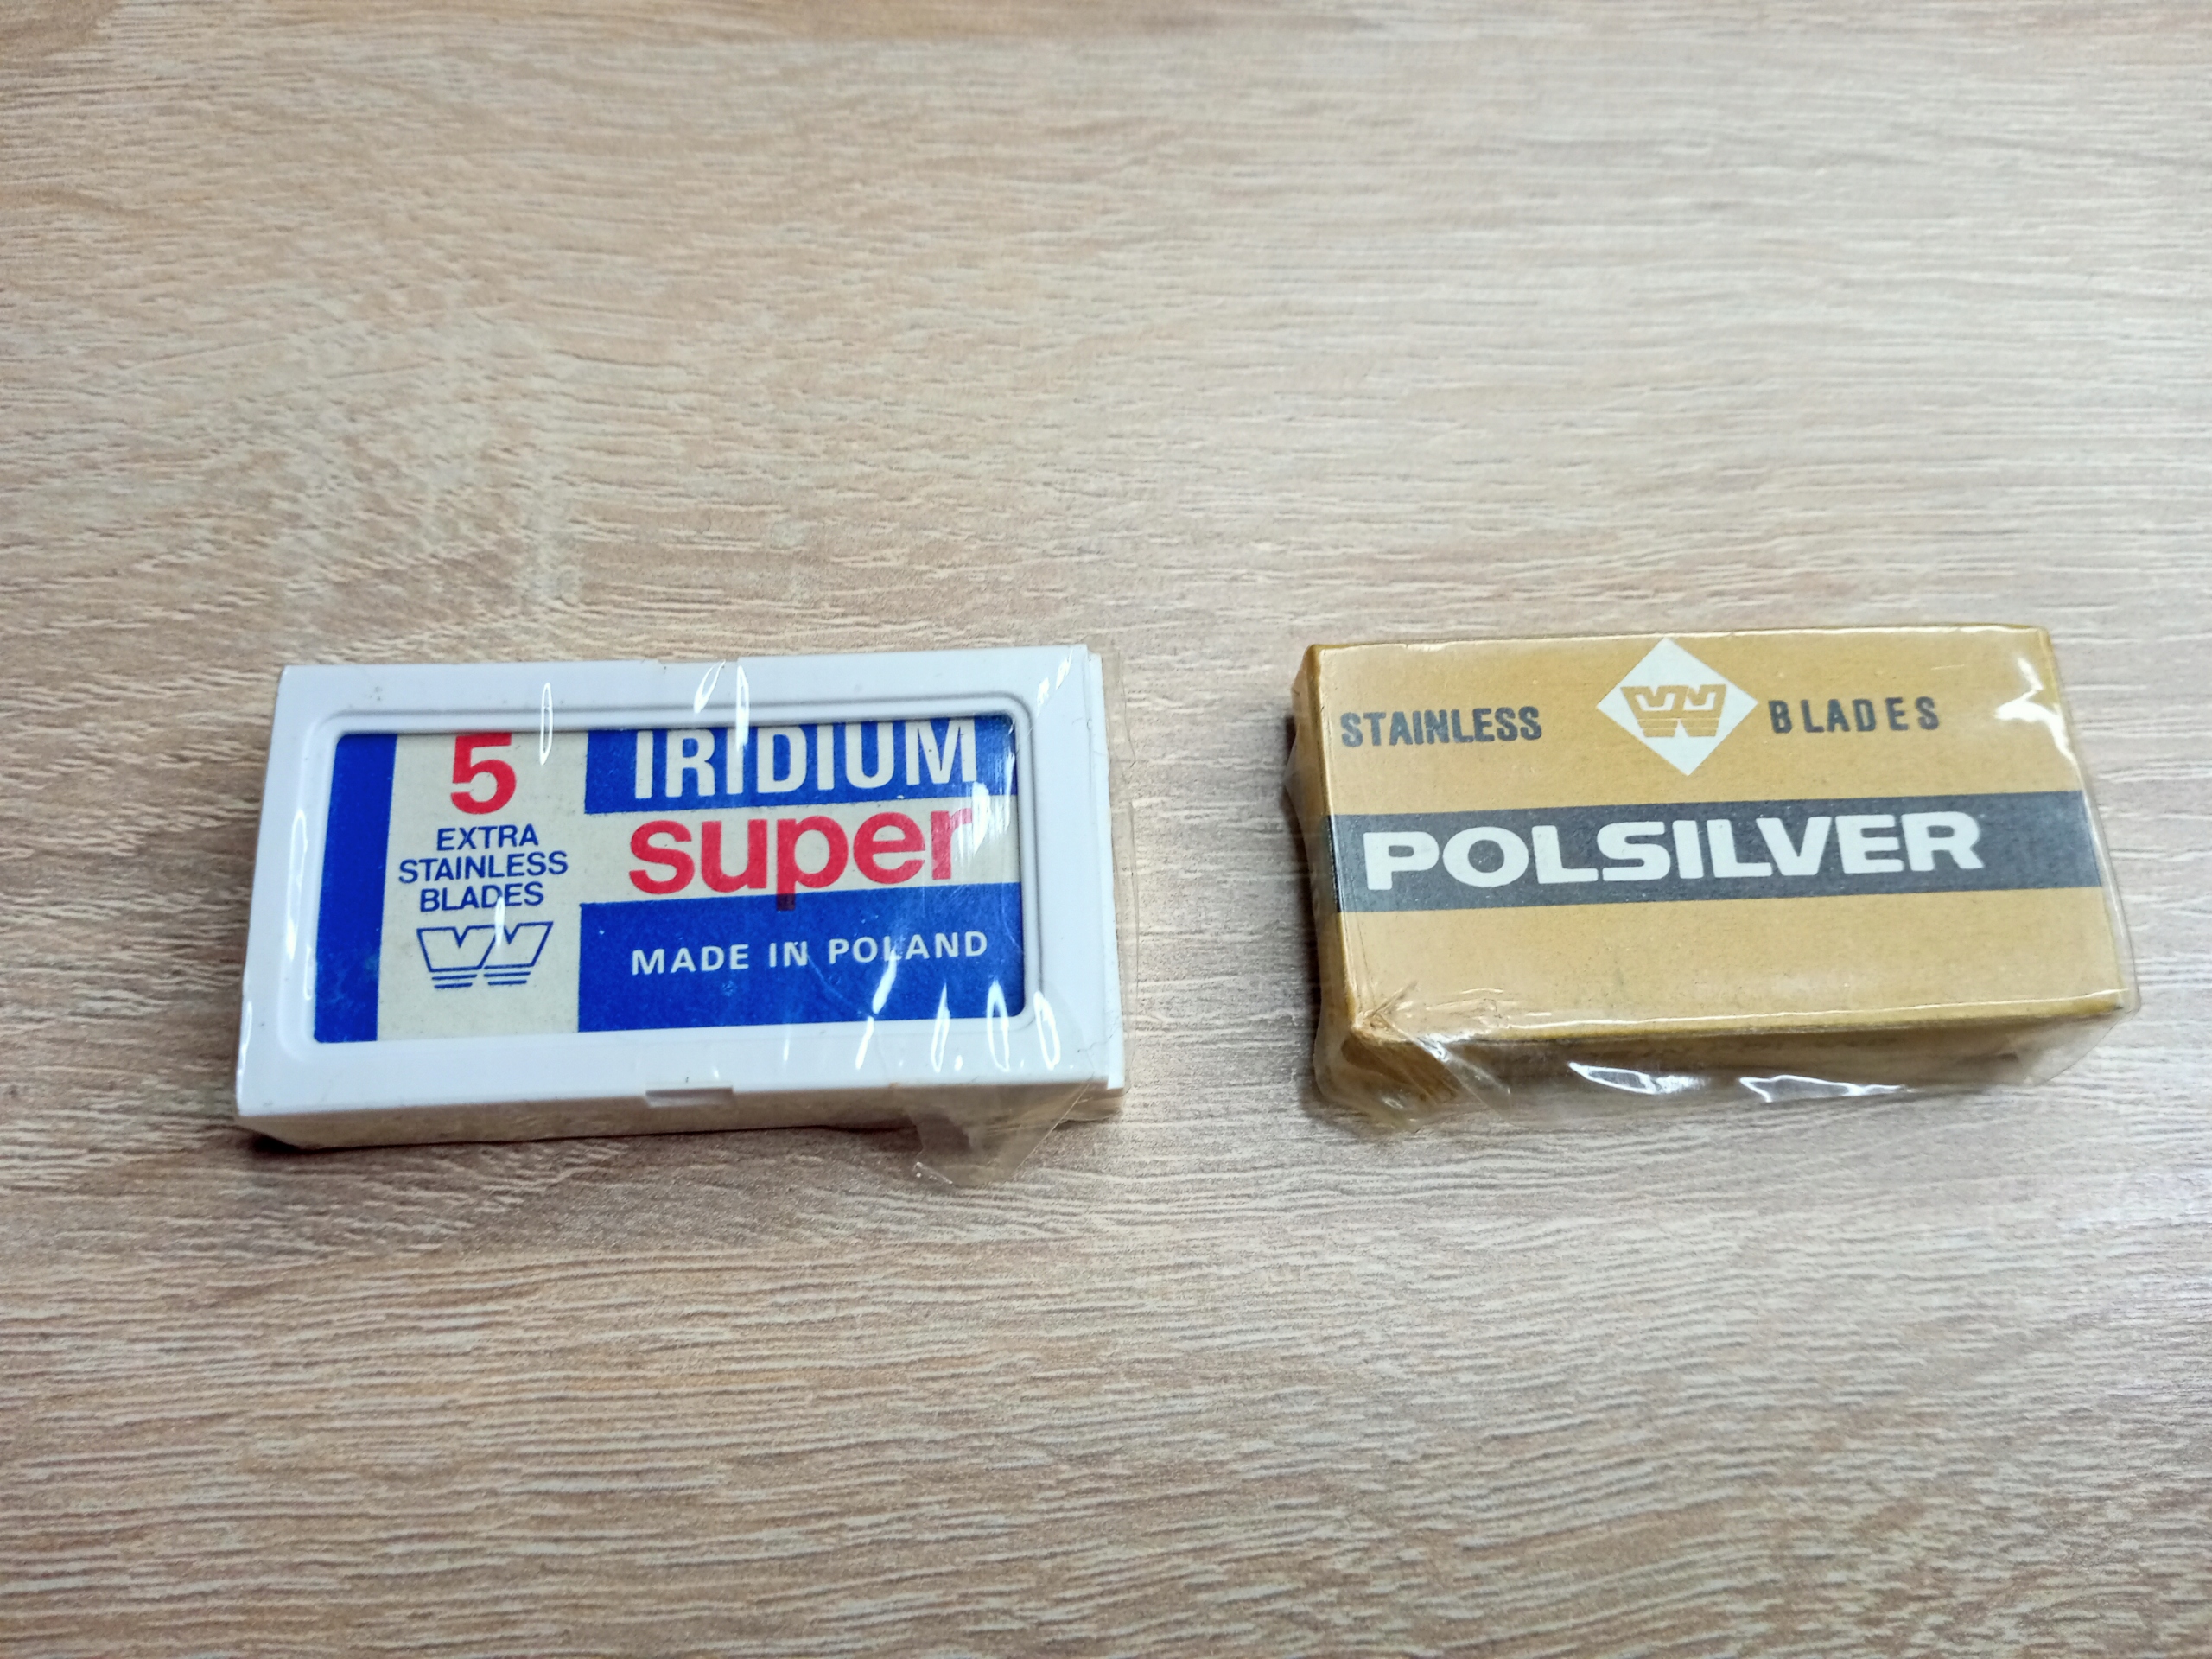 5
EXTRA
STAINLESS
BLADES
W
IRIDIUM
super
MADE IN POLAND
STAINLESS W BLADES
POLSILVER